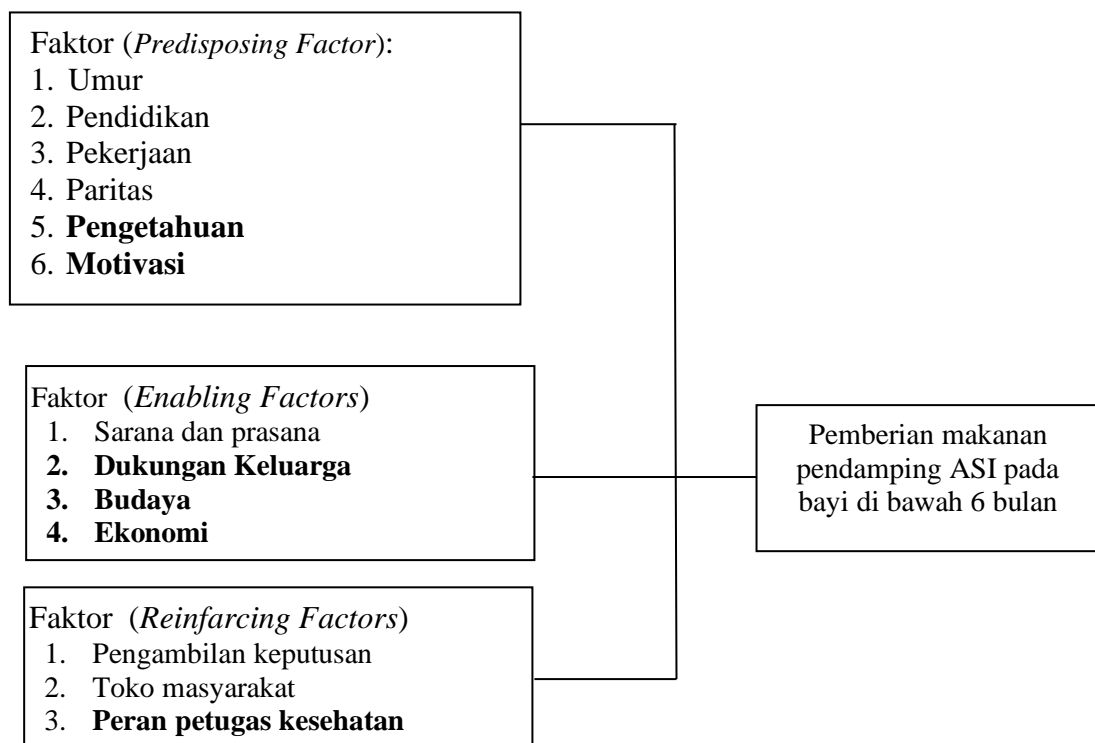 Faktor (Predisposing Factor):
1. Umur
2. Pendidikan
3. Pekerjaan
4. Paritas
5. Pengetahuan
6. Motivasi
Faktor (Enabling Factors)
1. Sarana dan prasana
2. Dukungan Keluarga
3. Budaya
4. Ekonomi
Pemberian makanan
pendamping ASI pada
bayi di bawah 6 bulan
Faktor (Reinfarcing Factors)
1. Pengambilan keputusan
2. Toko masyarakat
3. Peran petugas kesehatan